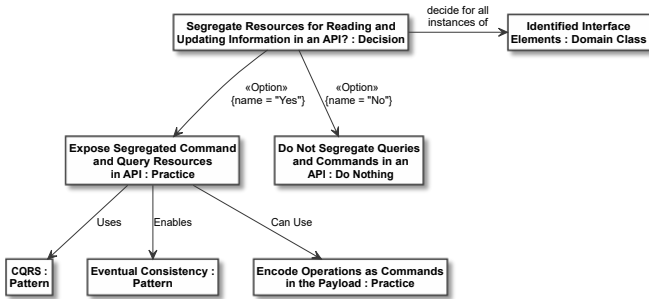 decide for all
instances of
Segregate Resources for Reading and
Updating Information in an API? : Decision
Identified Interface
Elements : Domain Class
«Option»
{name = "Yes"}
«Option»
{name = "No"}
Expose Segregated Command
and Query Resources
in API : Practice
Do Not Segregate Queries
and Commands in an
API : Do Nothing
Uses
Enables
Can Use
CQRS :
Pattern
Eventual Consistency :
Pattern
Encode Operations as Commands
in the Payload : Practice